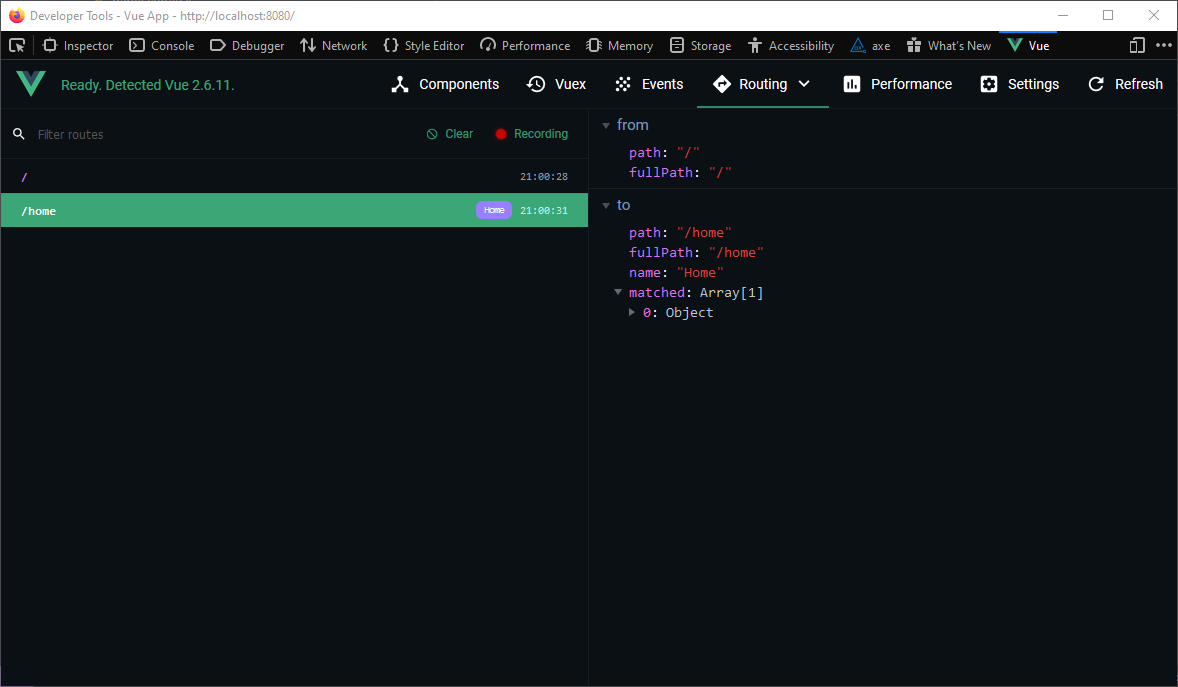 Developer Tools - Vue App - http://localhost:8080/
Inspector Console Debugger Network Style Editor Performance Memory Storage Accessibility axe What's New Vue
Ready. Detected Vue 2.6.11. Components Vuex Events Routing Performance Settings Refresh
Filter routes Clear Recording
/ 21:00:28
/home Home 21:00:31
from
path: "/"
fullPath: "/"
to
path: "/home"
fullPath: "/home"
name: "Home"
matched: Array[1]
0: Object